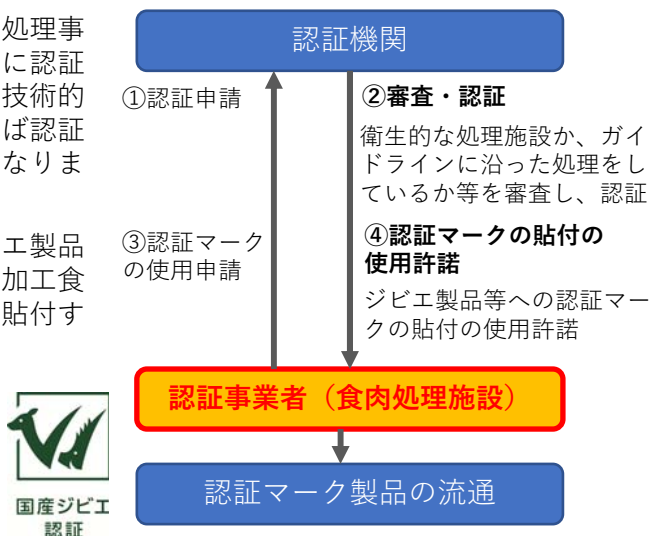 処理事
に認証
技術的
ば認証
なりま
エ製品
加工食
貼付す
認証機関
①認証申請
②審査・認証
衛生的な処理施設か、ガイ
ドラインに沿った処理をし
ているか等を審査し、認証
③認証マーク
の使用申請
④認証マークの貼付の
使用許諾
ジビエ製品等への認証マー
クの貼付の使用許諾
認証事業者（食肉処理施設）
認証マーク製品の流通
国産ジビエ
認証